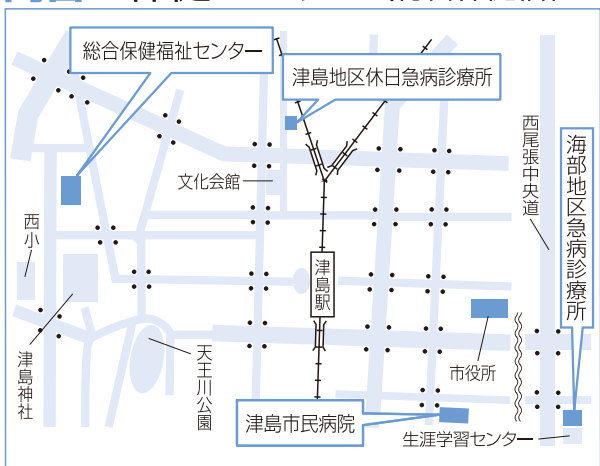 総合保健福祉センター
津島地区休日急病診療所
西尾張中央道
海部地区急病診療所
文化会館
西小
津島駅
市役所
津島神社
天王川公園
津島市民病院
生涯学習センター